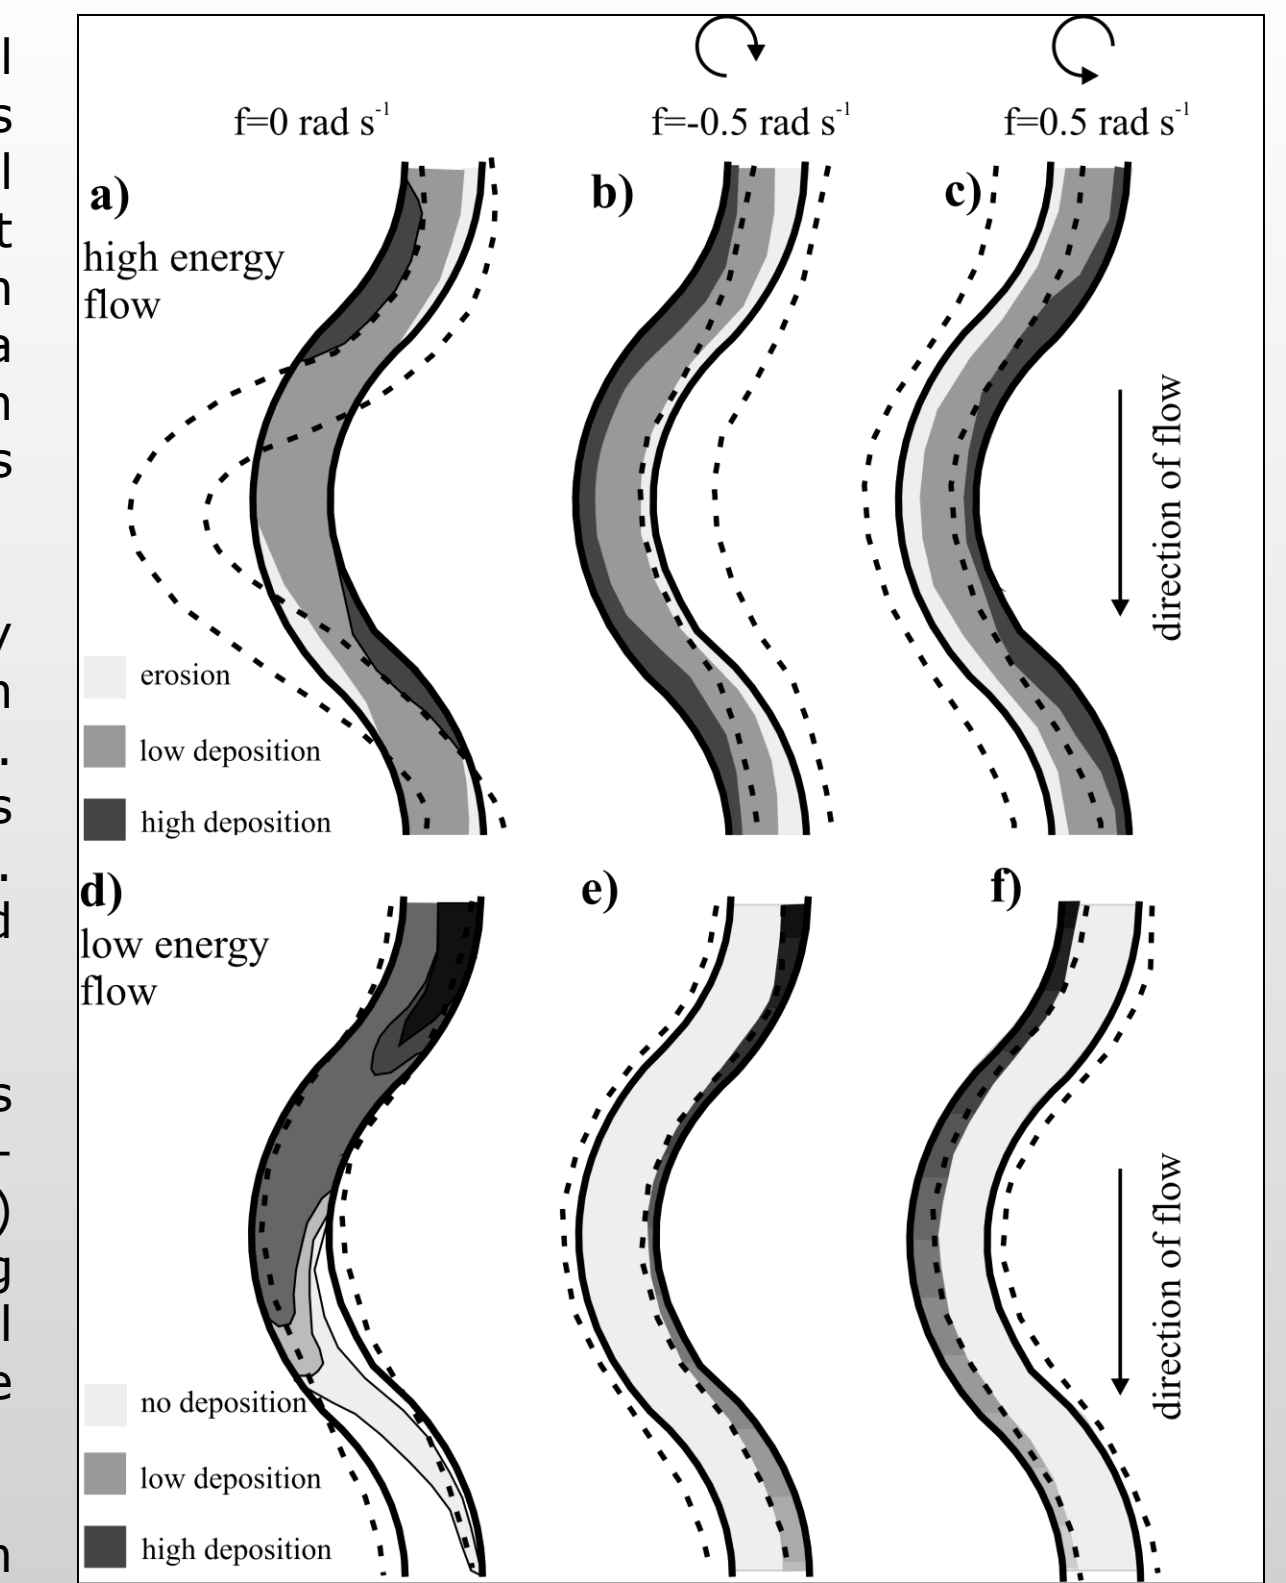 f=0 rad s-1
f=-0.5 rad s-1
f=0.5 rad s-1
a)
b)
c)
high energy
flow
direction of flow
erosion
low deposition
high deposition
d)
e)
f)
low energy
flow
direction of flow
no deposition
low deposition
high deposition